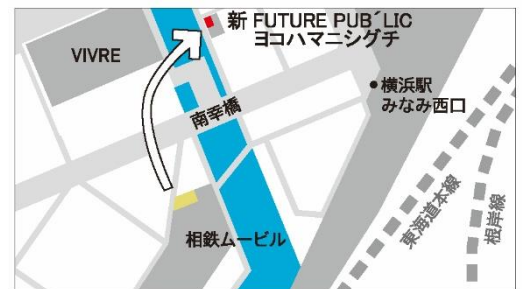 新 FUTURE PUB´LIC
ヨコハマニシグチ
VIVRE
横浜駅
みなみ西口
南幸橋
相鉄ムービル
東海道本線
根岸線